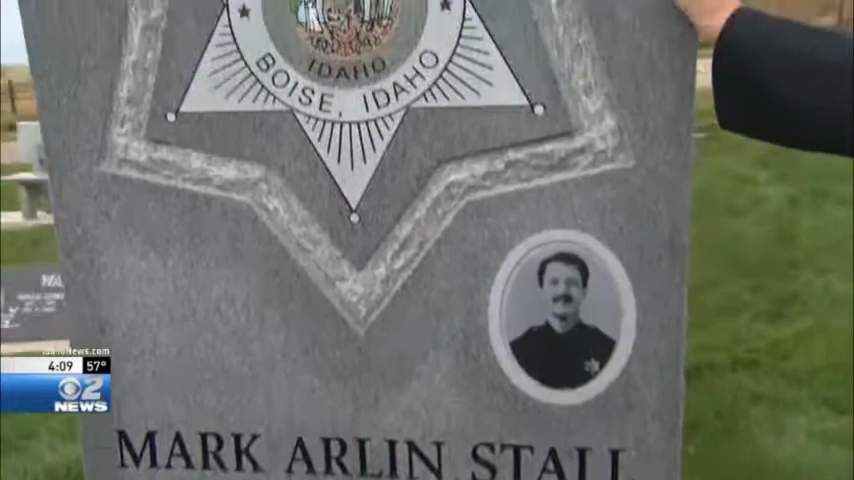 IDAHO
BOISE, IDAHO
IdahoNews.com
4:09 57°
2
NEWS
MARK ARLIN STALL